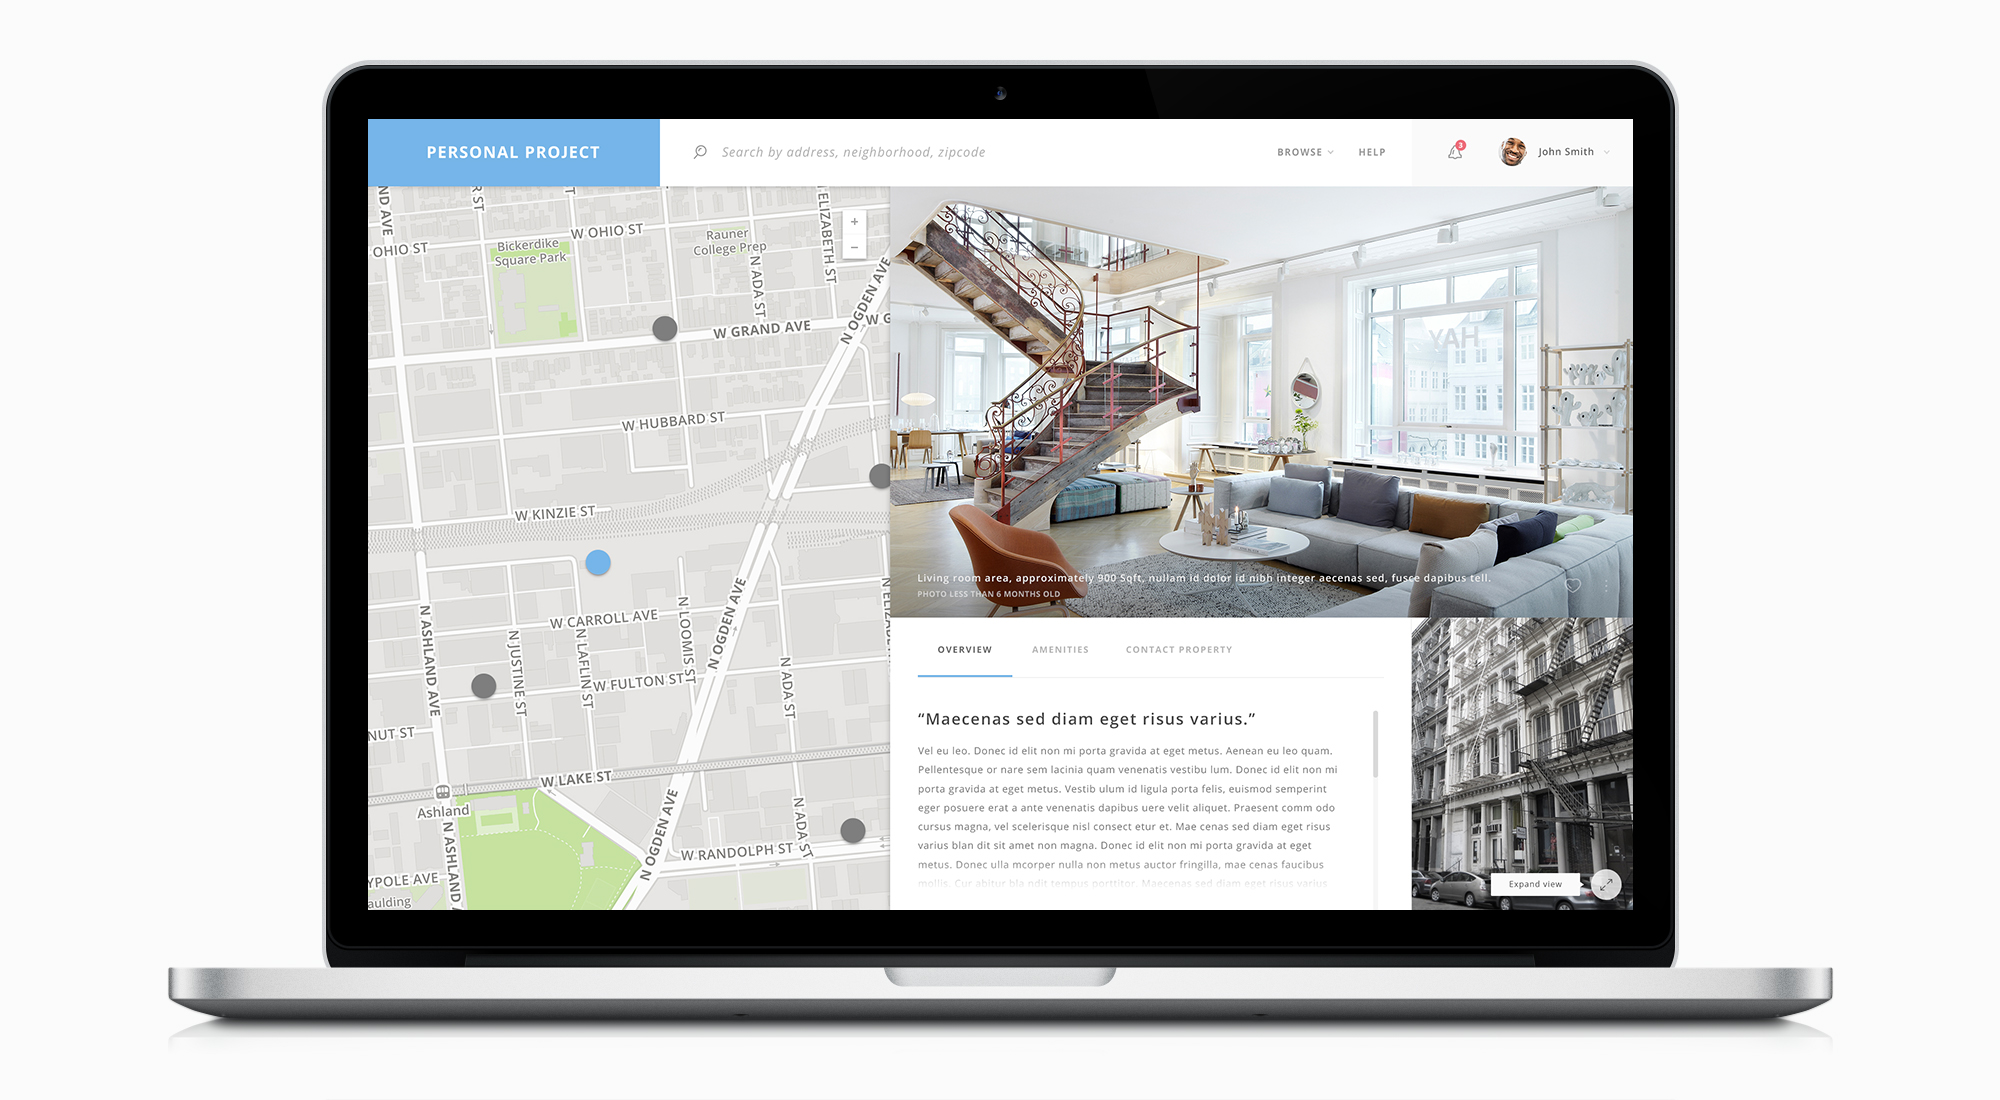 PERSONAL PROJECT
Search by address, neighborhood, zipcode
BROWSE
HELP
3
John Smith
OHIO ST
Bickerdike
Square Park
W OHIO ST
Rauner
College Prep
N ADA ST
ELIZABETH ST
+
−
N OGDEN AVE
W GRAND AVE
W G
W HUBBARD ST
W KINZIE ST
N ASHLAND AVE
N JUSTINE ST
W CARROLL AVE
N LAFLIN ST
N LOOMIS ST
N OGDEN AVE
W FULTON ST
N ADA ST
NUT ST
W LAKE ST
Ashland
N ASHLAND A
N OGDEN AVE
N ADA ST
W RANDOLPH ST
YPOLE AVE
aulding
ND AVE
R ST
HAY
Living room area, approximately 900 Sqft, nullam id dolor id nibh integer aecenas sed, fusce dapibus tell.
PHOTO LESS THAN 6 MONTHS OLD
OVERVIEW
AMENITIES
CONTACT PROPERTY
“Maecenas sed diam eget risus varius.”
Vel eu leo. Donec id elit non mi porta gravida at eget metus. Aenean eu leo quam.
Pellentesque or nare sem lacinia quam venenatis vestibu lum. Donec id elit non mi
porta gravida at eget metus. Vestib ulum id ligula porta felis, euismod semperint
eger posuere erat a ante venenatis dapibus uere velit aliquet. Praesent comm odo
cursus magna, vel scelerisque nisl consect etur et. Mae cenas sed diam eget risus
varius blan dit sit amet non magna. Donec id elit non mi porta gravida at eget
metus. Donec ulla mcorper nulla non metus auctor fringilla, mae cenas faucibus
mollis. Cur abitur bla ndit tempus porttitor. Maecenas sed diam eget risus varius
Expand view